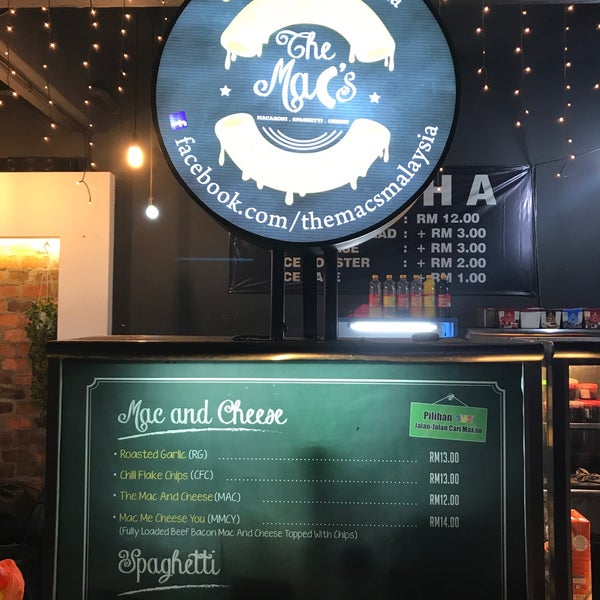 The
Mac's
MACARONI . SPAGHETTI . CHEESE
facebook.com/themacsmalaysia
HA
: RM 12.00
: + RM 3.00
: + RM 3.00
: + RM 2.00
RM 1.00
Mac and Cheese
Pilihan
Jalan-Jalan Cari Makan
• Roasted Garlic (RG) RM13.00
• Chili Flake Chips (CFC) RM13.00
• The Mac And Cheese (MAC) RM12.00
• Mac Me Cheese You (MMCY) RM14.00
(Fully Loaded Beef Bacon Mac And Cheese Topped With Chips)
Spaghetti